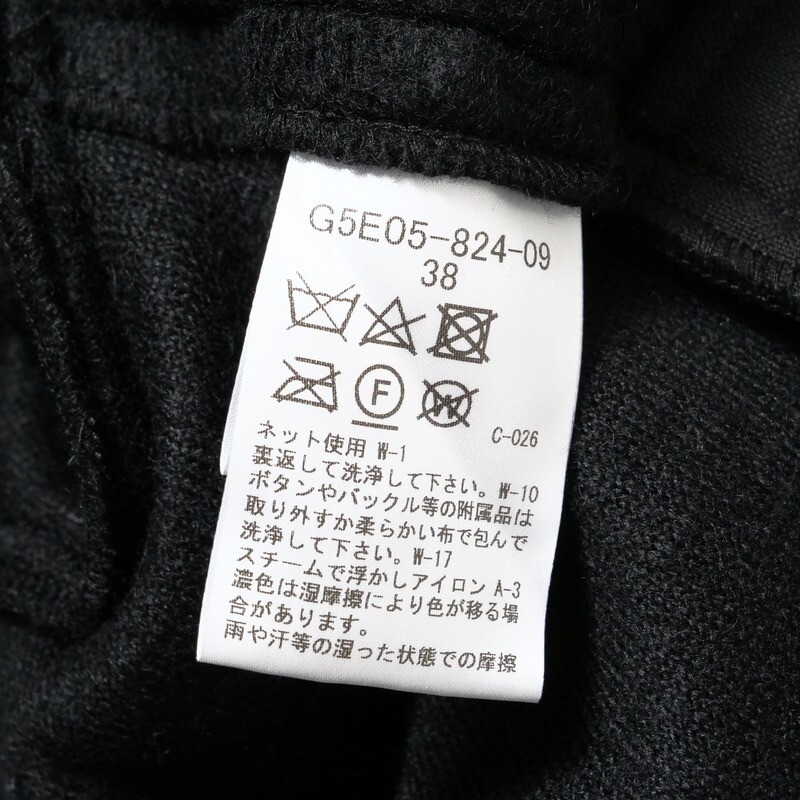 G5E05-824-09
38
F
W
C-026
ネット使用 W-1
裏返して洗浄して下さい。W-10
ボタンやバックル等の附属品は
取り外すか柔らかい布で包んで
洗浄して下さい。W-17
スチームで浮かしアイロン A-3
濃色は湿摩擦により色が移る場
合があります。
雨や汗等の湿った状態での摩擦